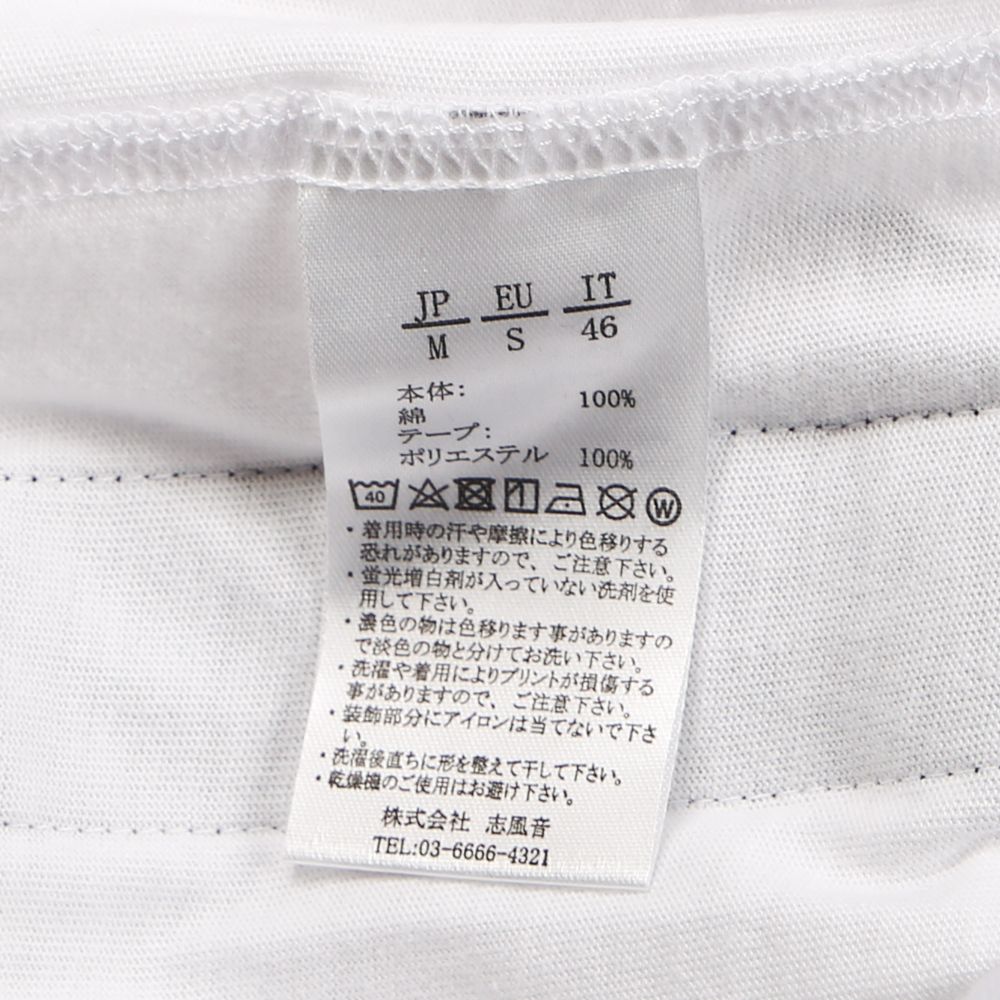 JP EU IT
M S 46
本体:
綿 100%
テープ:
ポリエステル 100%
40 W
・着用時の汗や摩擦により色移りする
恐れがありますので、ご注意下さい。
・蛍光増白剤が入っていない洗剤を使
用して下さい。
・濃色の物は色移ります事がありますの
で淡色の物と分けてお洗い下さい。
・洗濯や着用によりプリントが損傷する
事がありますので、ご注意下さい。
・装飾部分にアイロンは当てないで下さ
い。
・洗濯後直ちに形を整えて干して下さい。
・乾燥機のご使用はお避け下さい。
株式会社 志風音
TEL:03-6666-4321